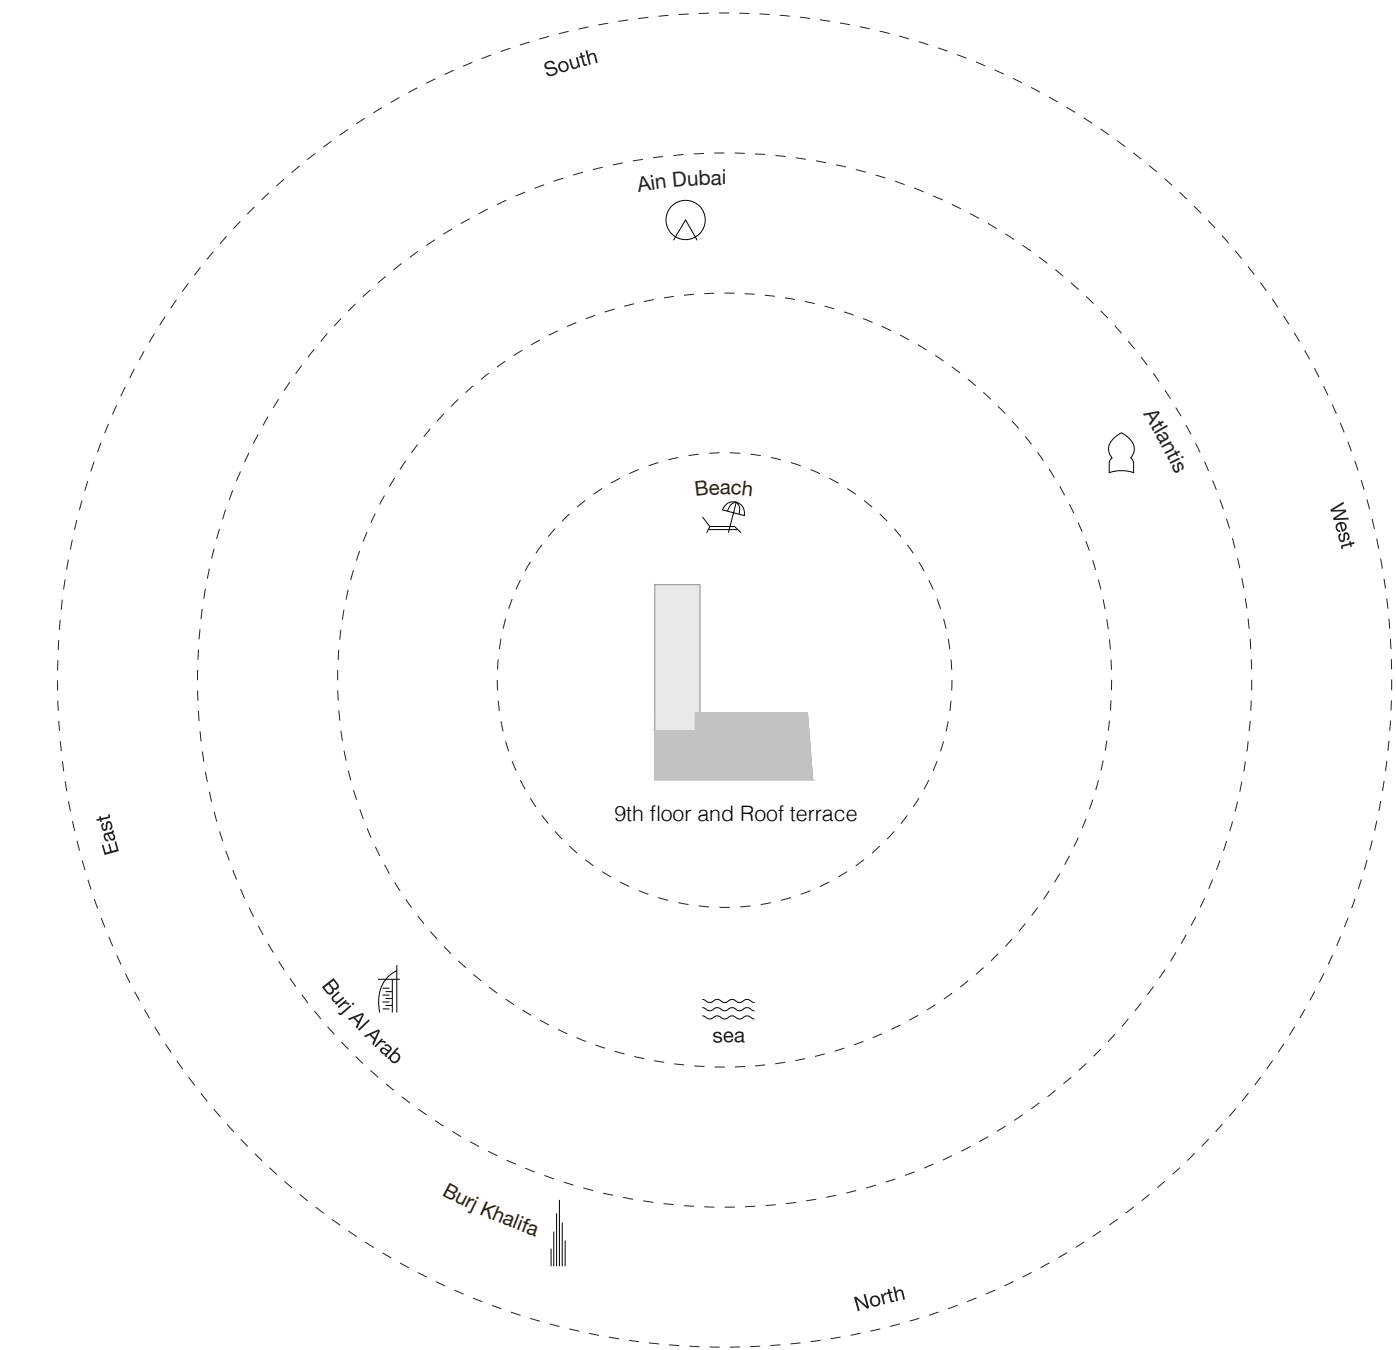 South
Ain Dubai
Atlantis
Beach
West
9th floor and Roof terrace
East
Burj Al Arab
sea
Burj Khalifa
North